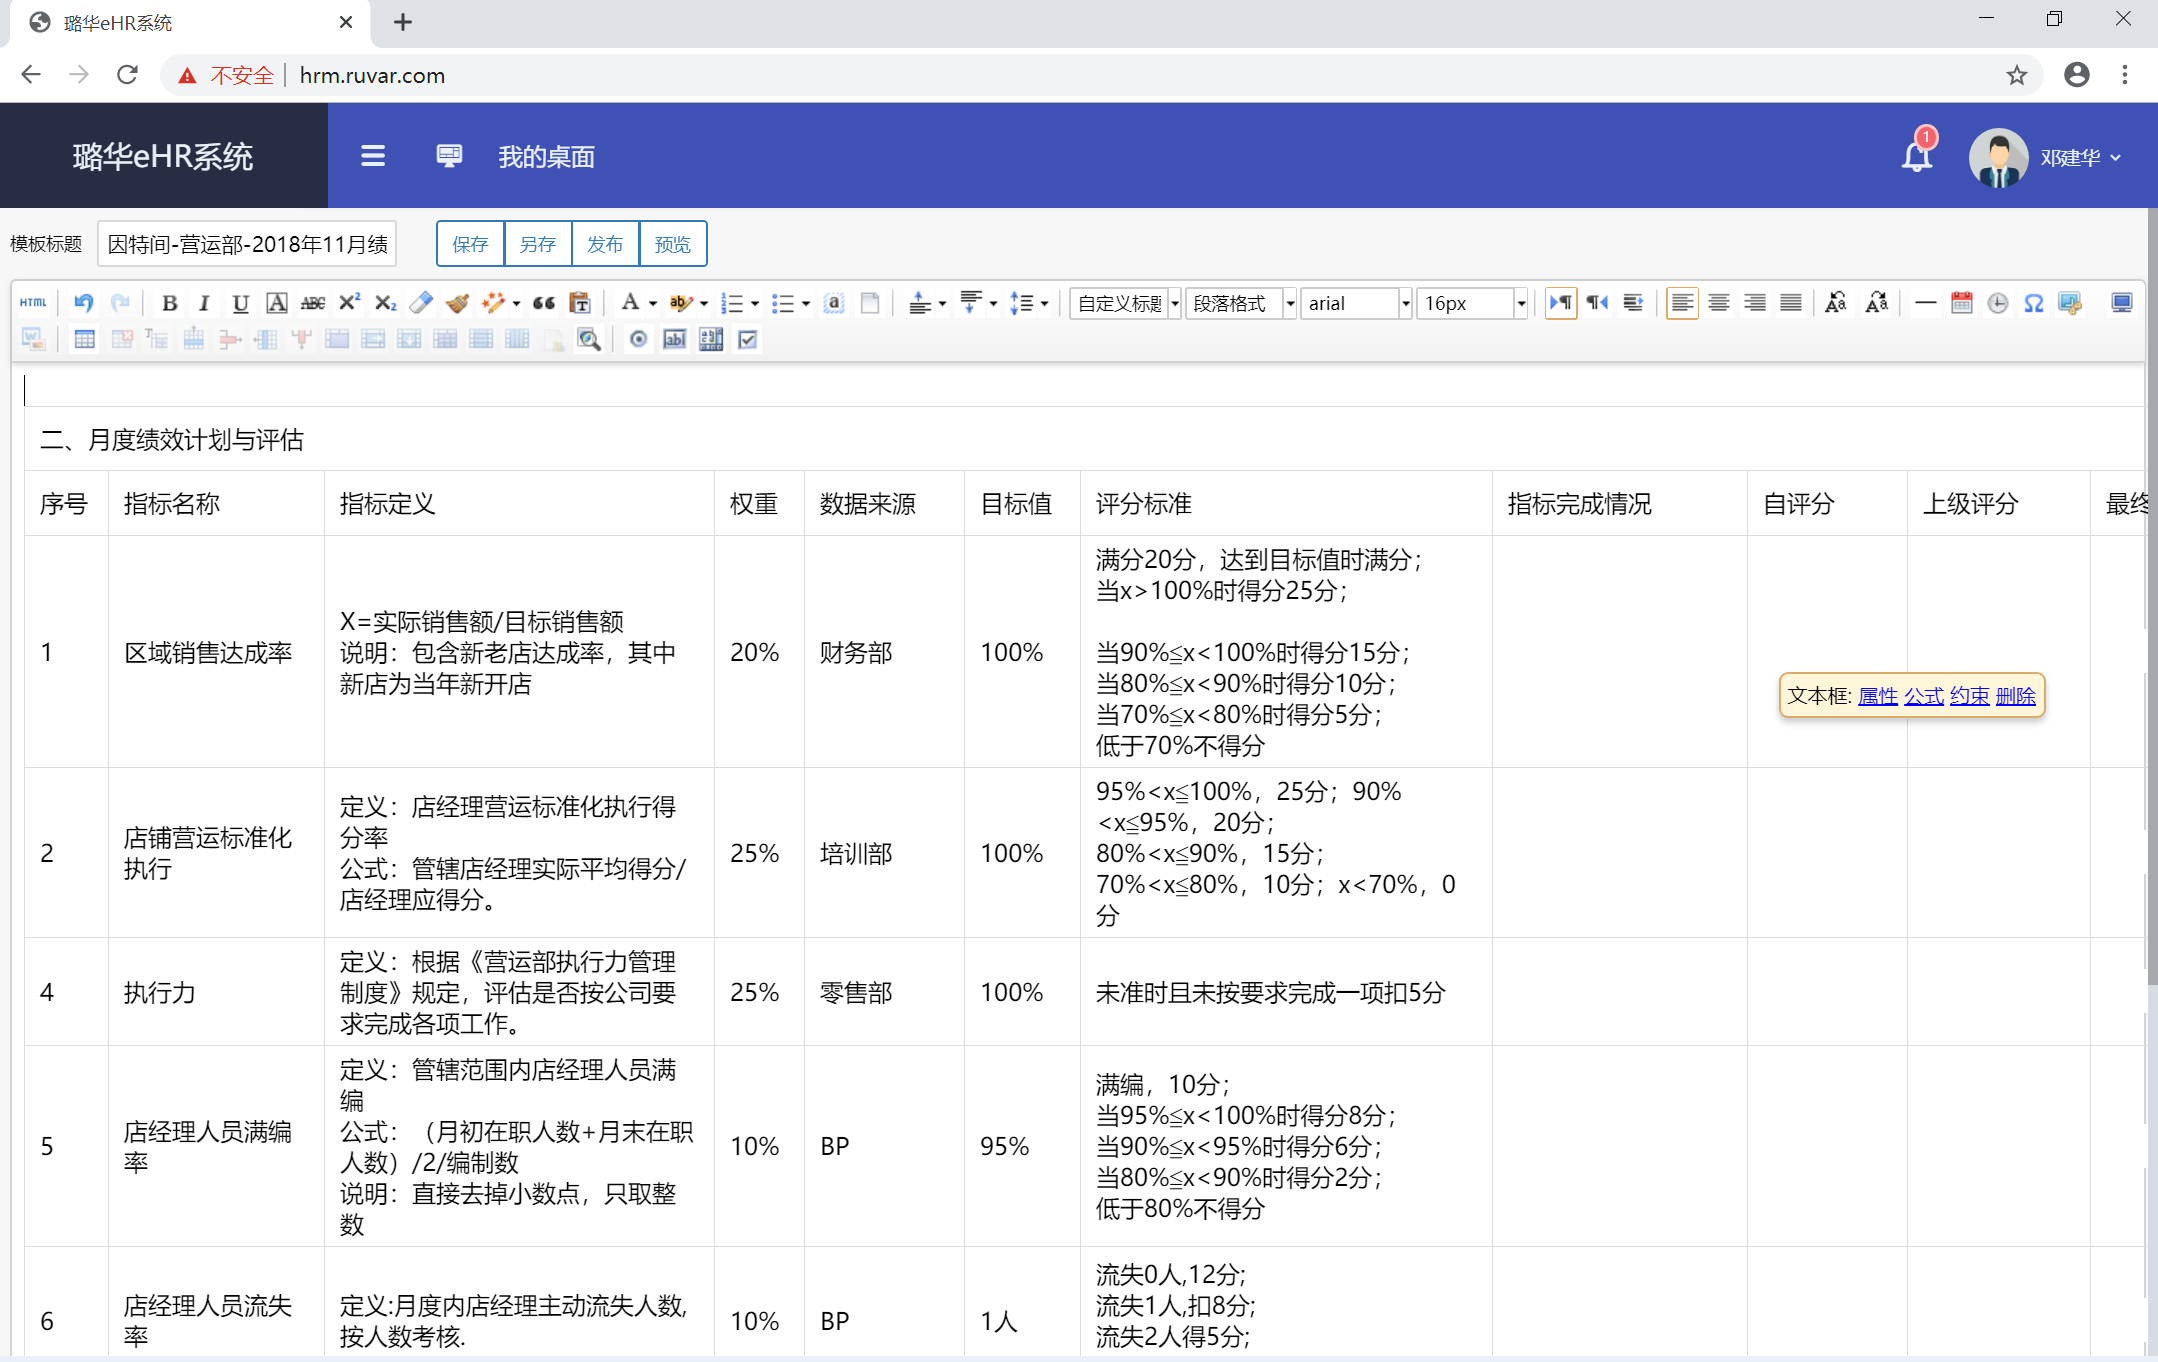 璐华eHR系统
不安全 hrm.ruvar.com
璐华eHR系统 我的桌面 1 邓建华
模板标题 因特间-营运部-2018年11月绩 保存 另存 发布 预览
HTML B I U A ABC X² X₂ A ab a 自定义标题 段落格式 arial 16px
二、月度绩效计划与评估
序号 指标名称 指标定义 权重 数据来源 目标值 评分标准 指标完成情况 自评分 上级评分 最终
1
区域销售达成率
X=实际销售额/目标销售额
说明：包含新老店达成率，其中
新店为当年新开店
20%
财务部
100%
满分20分，达到目标值时满分；
当x>100%时得分25分；
当90%≦x<100%时得分15分；
当80%≦x<90%时得分10分；
当70%≦x<80%时得分5分；
低于70%不得分
文本框: 属性 公式 约束 删除
2
店铺营运标准化
执行
定义：店经理营运标准化执行得
分率
公式：管辖店经理实际平均得分/
店经理应得分。
25%
培训部
100%
95%<x≦100%，25分；90%
<x≦95%，20分；
80%<x≦90%，15分；
70%<x≦80%，10分；x<70%，0
分
4
执行力
定义：根据《营运部执行力管理
制度》规定，评估是否按公司要
求完成各项工作。
25%
零售部
100%
未准时且未按要求完成一项扣5分
5
店经理人员满编
率
定义：管辖范围内店经理人员满
编
公式：（月初在职人数+月末在职
人数）/2/编制数
说明：直接去掉小数点，只取整
数
10%
BP
95%
满编，10分；
当95%≦x<100%时得分8分；
当90%≦x<95%时得分6分；
当80%≦x<90%时得分2分；
低于80%不得分
6
店经理人员流失
率
定义:月度内店经理主动流失人数,
按人数考核.
10%
BP
1人
流失0人,12分;
流失1人,扣8分;
流失2人得5分;